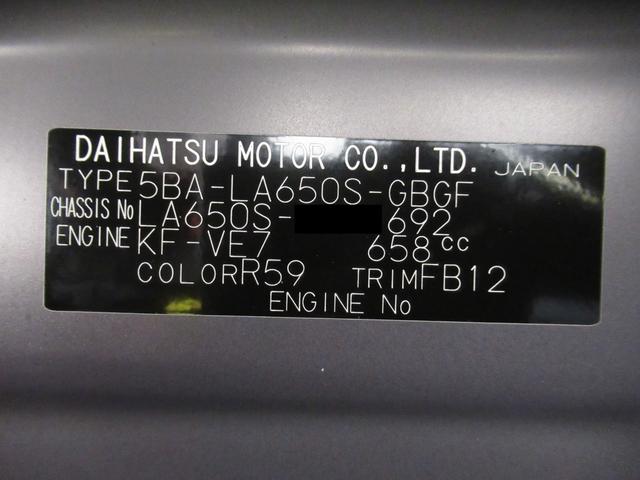 DAIHATSU MOTOR CO.,LTD. JAPAN
TYPE 5BA-LA650S-GBGF
CHASSIS No LA650S- 692
ENGINE KF-VE7 658cc
COLOR R59 TRIM FB12
ENGINE No